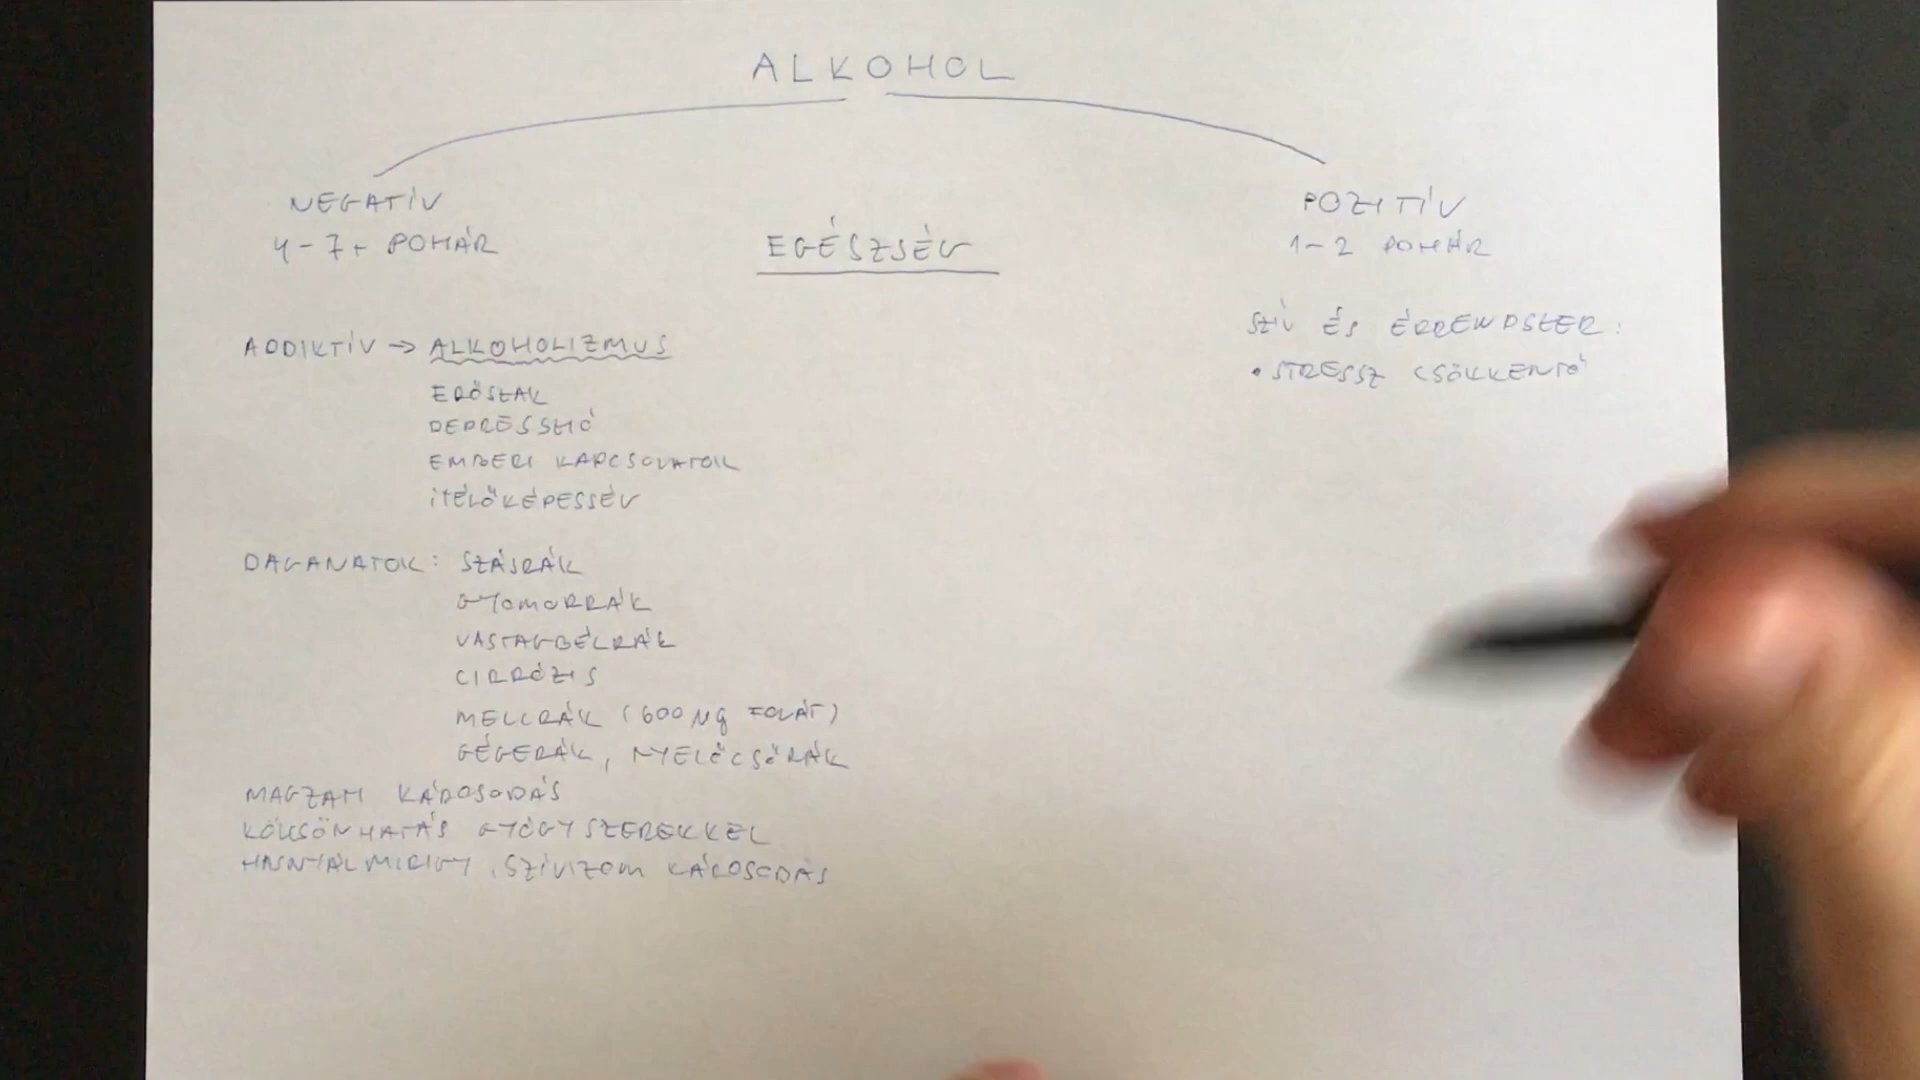 ALKOHOL
NEGATÍV
4-7+ POHÁR
EGÉSZSÉG
POZITÍV
1-2 POHÁR
SZÍV ÉS ÉRRENDSZER:
• STRESSZ CSÖKKENTŐ
ADDIKTÍV → ALKOHOLIZMUS
ERŐSZAK
DEPRESSZIÓ
EMBERI KAPCSOLATOK
ÍTÉLŐKÉPESSÉG
DAGANATOK: SZÁJRÁK
GYOMORRÁK
VASTAGBÉLRÁK
CIRRÓZIS
MELLRÁK (600 µg FOLÁT)
GÉGERÁK, NYELŐCSŐRÁK
MAGZATI KÁROSODÁS
KÖLCSÖNHATÁS GYÓGYSZEREKKEL
HASNYÁLMIRIGY, SZÍVIZOM KÁROSODÁS